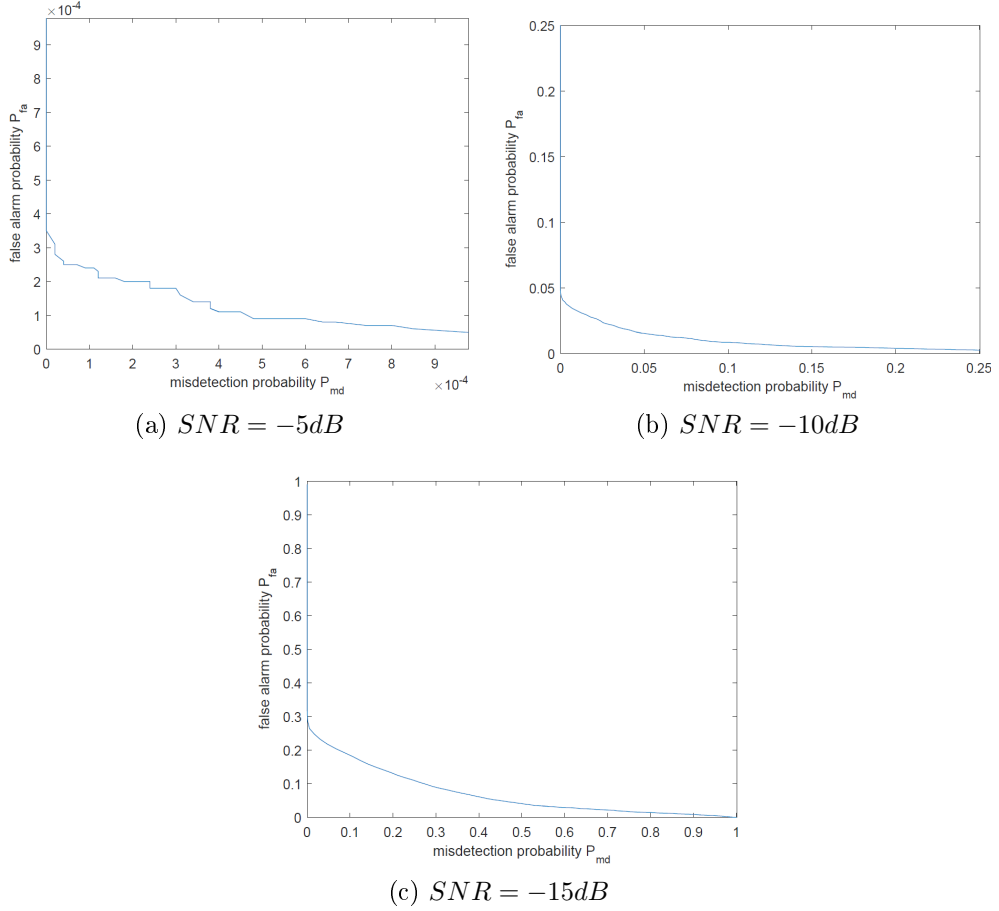 ×10⁻⁴
9
8
7
6
5
4
3
2
1
0
false alarm probability P_fa
0 1 2 3 4 5 6 7 8 9
×10⁻⁴
misdetection probability P_md
(a) SNR = −5dB
0.25
0.2
0.15
0.1
0.05
0
false alarm probability P_fa
0 0.05 0.1 0.15 0.2 0.25
misdetection probability P_md
(b) SNR = −10dB
1
0.9
0.8
0.7
0.6
0.5
0.4
0.3
0.2
0.1
0
false alarm probability P_fa
0 0.1 0.2 0.3 0.4 0.5 0.6 0.7 0.8 0.9 1
misdetection probability P_md
(c) SNR = −15dB